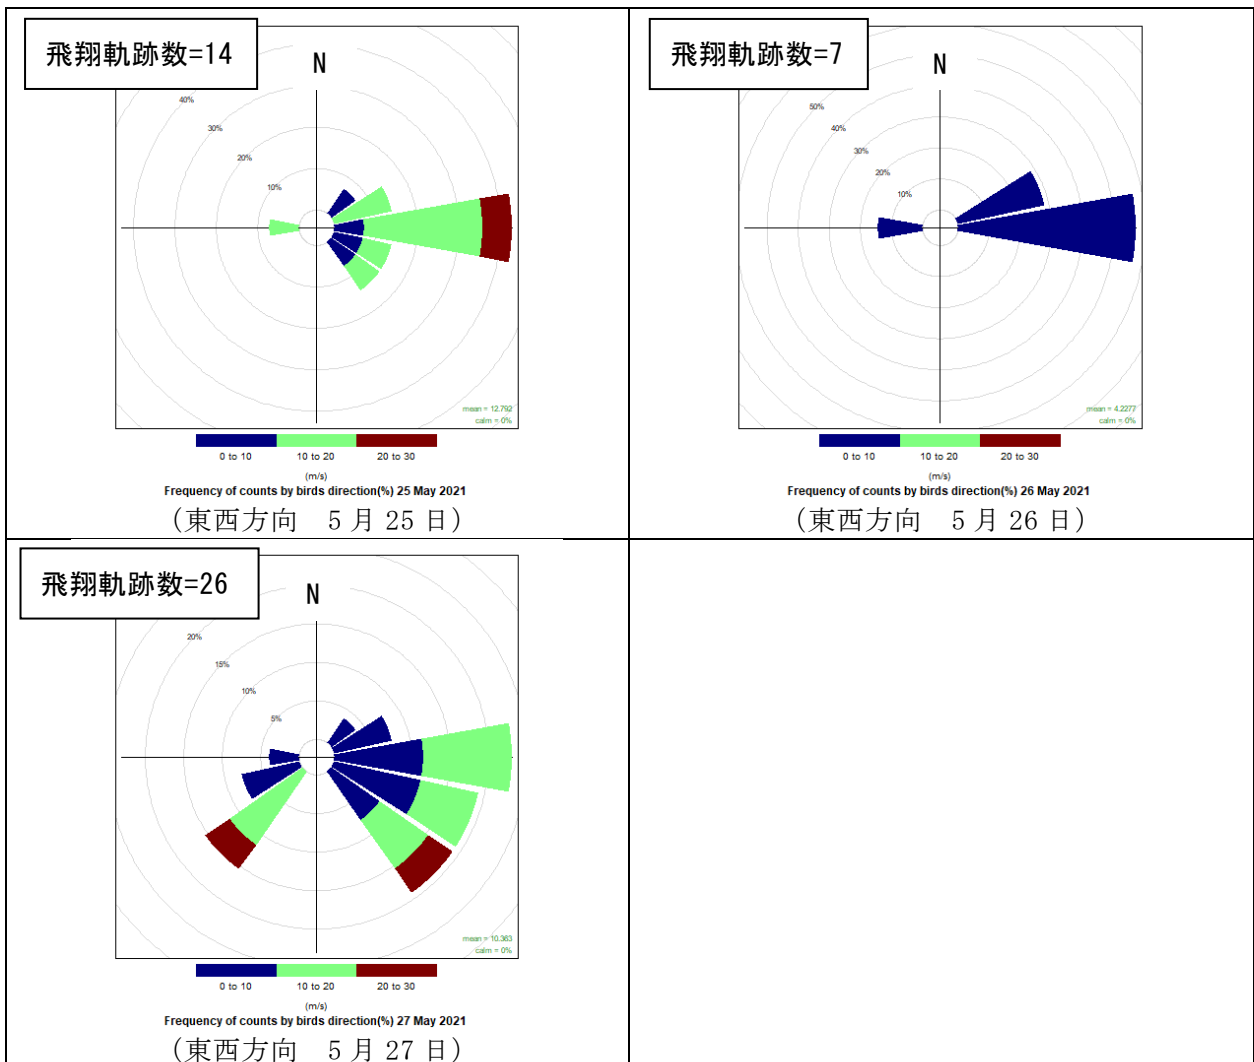 飛翔軌跡数=14
N
40%
30%
20%
10%
mean = 12.792
calm = 0%
0 to 10 10 to 20 20 to 30
(m/s)
Frequency of counts by birds direction(%) 25 May 2021
(東西方向 5月25日)
飛翔軌跡数=7
N
50%
40%
30%
20%
10%
mean = 4.2277
calm = 0%
0 to 10 10 to 20 20 to 30
(m/s)
Frequency of counts by birds direction(%) 26 May 2021
(東西方向 5月26日)
飛翔軌跡数=26
N
20%
15%
10%
5%
mean = 10.363
calm = 0%
0 to 10 10 to 20 20 to 30
(m/s)
Frequency of counts by birds direction(%) 27 May 2021
(東西方向 5月27日)